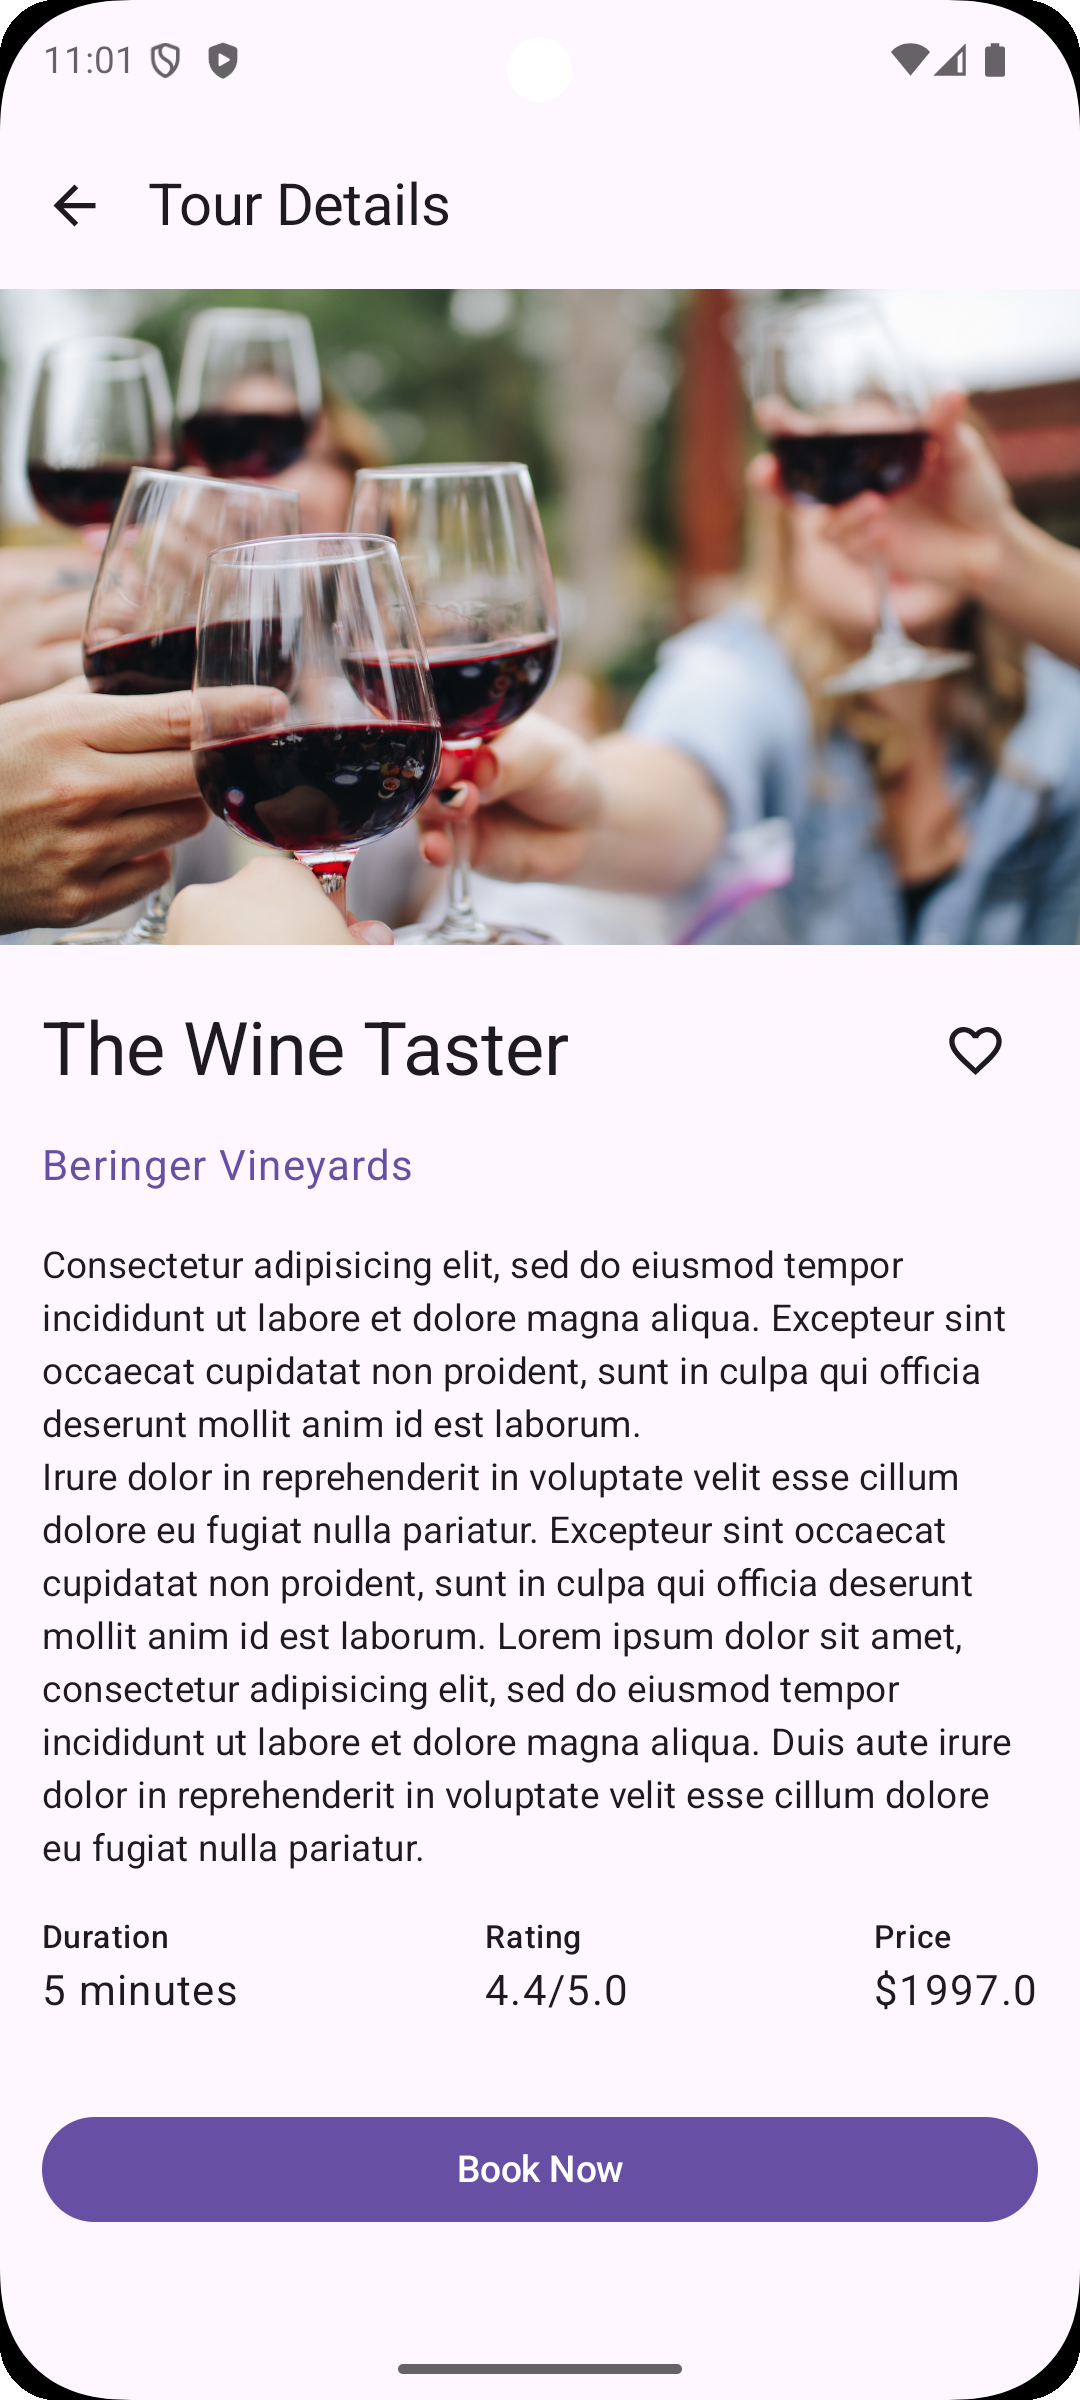 11:01
Tour Details
The Wine Taster
Beringer Vineyards
Consectetur adipisicing elit, sed do eiusmod tempor
incididunt ut labore et dolore magna aliqua. Excepteur sint
occaecat cupidatat non proident, sunt in culpa qui officia
deserunt mollit anim id est laborum.
Irure dolor in reprehenderit in voluptate velit esse cillum
dolore eu fugiat nulla pariatur. Excepteur sint occaecat
cupidatat non proident, sunt in culpa qui officia deserunt
mollit anim id est laborum. Lorem ipsum dolor sit amet,
consectetur adipisicing elit, sed do eiusmod tempor
incididunt ut labore et dolore magna aliqua. Duis aute irure
dolor in reprehenderit in voluptate velit esse cillum dolore
eu fugiat nulla pariatur.
Duration Rating Price
5 minutes 4.4/5.0 $1997.0
Book Now